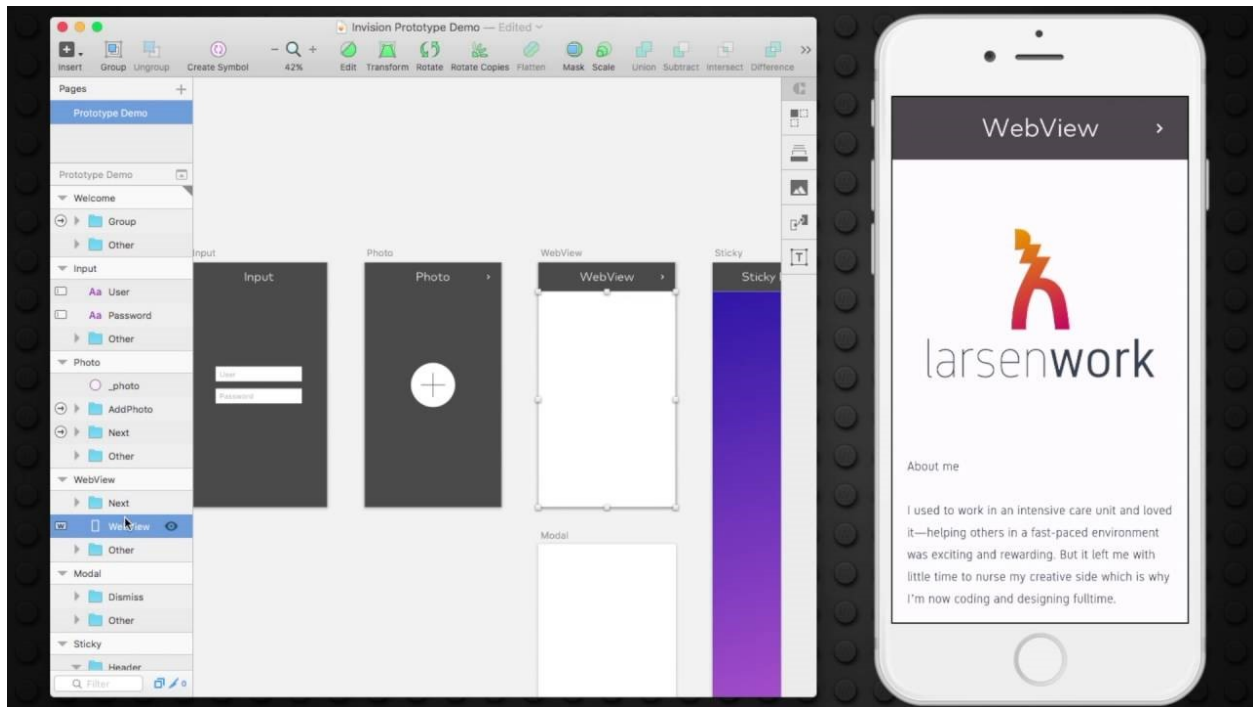 Invision Prototype Demo — Edited
Insert Group Ungroup Create Symbol 42% Edit Transform Rotate Rotate Copies Flatten Mask Scale Union Subtract Intersect Difference
Pages
Prototype Demo
Prototype Demo
Welcome
Group
Other
Input
Aa User
Aa Password
Other
Photo
_photo
AddPhoto
Next
Other
WebView
Next
WebView
Other
Modal
Dismiss
Other
Sticky
Header
Filter
0
Input
Input
User
Password
Photo
Photo
WebView
WebView
Modal
Sticky
Sticky
T
WebView
larsenwork
About me
I used to work in an intensive care unit and loved
it—helping others in a fast-paced environment
was exciting and rewarding. But it left me with
little time to nurse my creative side which is why
I'm now coding and designing fulltime.